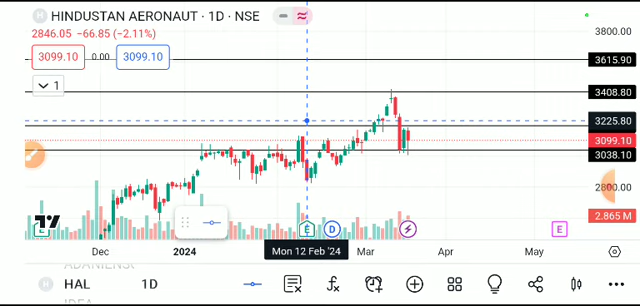 H HINDUSTAN AERONAUT · 1D · NSE
2846.05 −66.85 (−2.11%)
3099.10 0.00 3099.10
1
3800.00
3615.90
3408.80
3225.80
3099.10
3038.10
2800.00
2.865 M
E E D E
Dec 2024 Mon 12 Feb '24 Mar Apr May
ADANIENSO
H HAL 1D
IDEA